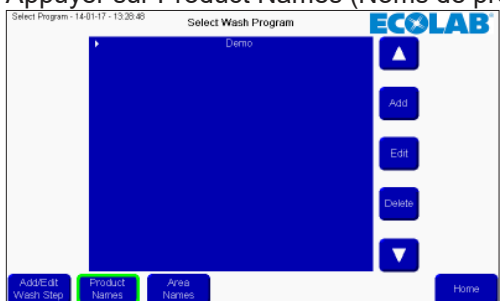 Appuyer sur Product Names (Noms de pro
Select Program - 14-01-17 - 13:28:48
Select Wash Program
ECOLAB
Demo
Add
Edit
Delete
Add/Edit
Wash Step
Product
Names
Area
Names
Home